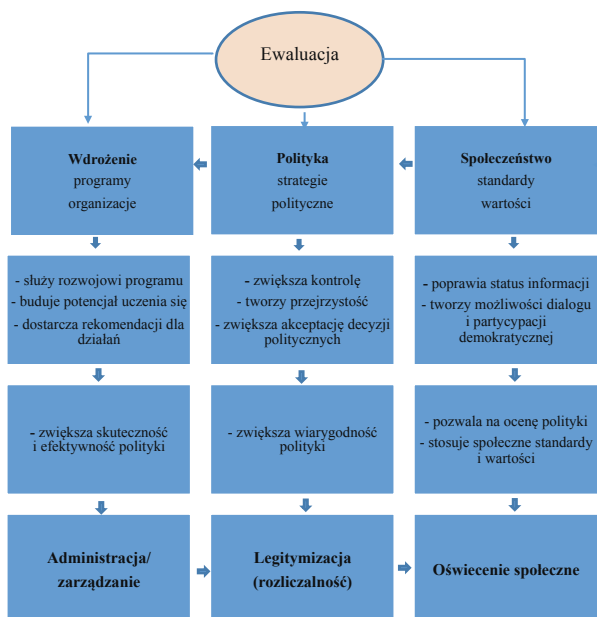 Ewaluacja
Wdrożenie
programy
organizacje
Polityka
strategie
polityczne
Społeczeństwo
standardy
wartości
- służy rozwojowi programu
- buduje potencjał uczenia się
- dostarcza rekomendacji dla
działań
- zwiększa kontrolę
- tworzy przejrzystość
- zwiększa akceptację decyzji
politycznych
- poprawia status informacji
- tworzy możliwości dialogu
i partycypacji
demokratycznej
- zwiększa skuteczność
i efektywność polityki
- zwiększa wiarygodność
polityki
- pozwala na ocenę polityki
- stosuje społeczne standardy
i wartości
Administracja/
zarządzanie
Legitymizacja
(rozliczalność)
Oświecenie społeczne